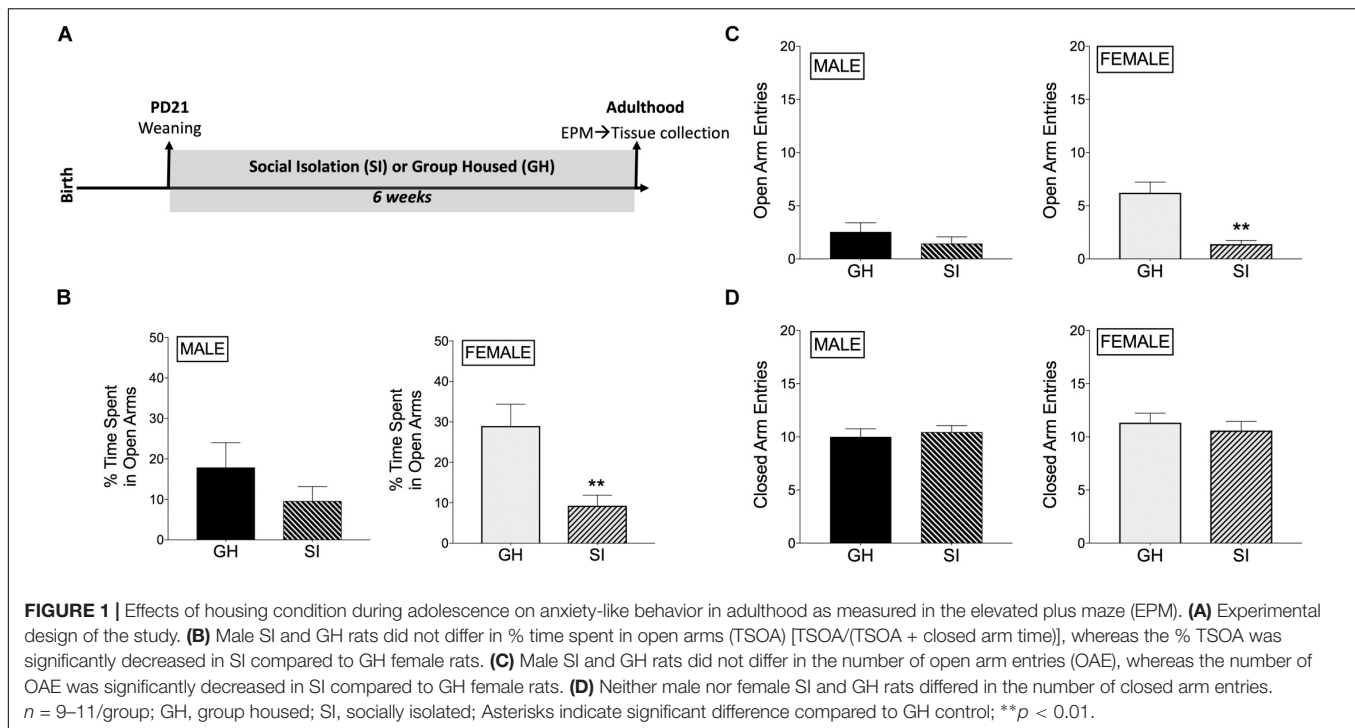 A
PD21
Weaning
Adulthood
EPM→Tissue collection
Social Isolation (SI) or Group Housed (GH)
6 weeks
Birth
B
MALE
% Time Spent
in Open Arms
50
40
30
20
10
0
GH SI
FEMALE
% Time Spent
in Open Arms
50
40
30
20
10
0
**
GH SI
C
MALE
Open Arm Entries
20
15
10
5
0
GH SI
FEMALE
Open Arm Entries
20
15
10
5
0
**
GH SI
D
MALE
Closed Arm Entries
20
15
10
5
0
GH SI
FEMALE
Closed Arm Entries
20
15
10
5
0
GH SI
FIGURE 1 | Effects of housing condition during adolescence on anxiety-like behavior in adulthood as measured in the elevated plus maze (EPM). (A) Experimental
design of the study. (B) Male SI and GH rats did not differ in % time spent in open arms (TSOA) [TSOA/(TSOA + closed arm time)], whereas the % TSOA was
significantly decreased in SI compared to GH female rats. (C) Male SI and GH rats did not differ in the number of open arm entries (OAE), whereas the number of
OAE was significantly decreased in SI compared to GH female rats. (D) Neither male nor female SI and GH rats differed in the number of closed arm entries.
n = 9–11/group; GH, group housed; SI, socially isolated; Asterisks indicate significant difference compared to GH control; **p < 0.01.